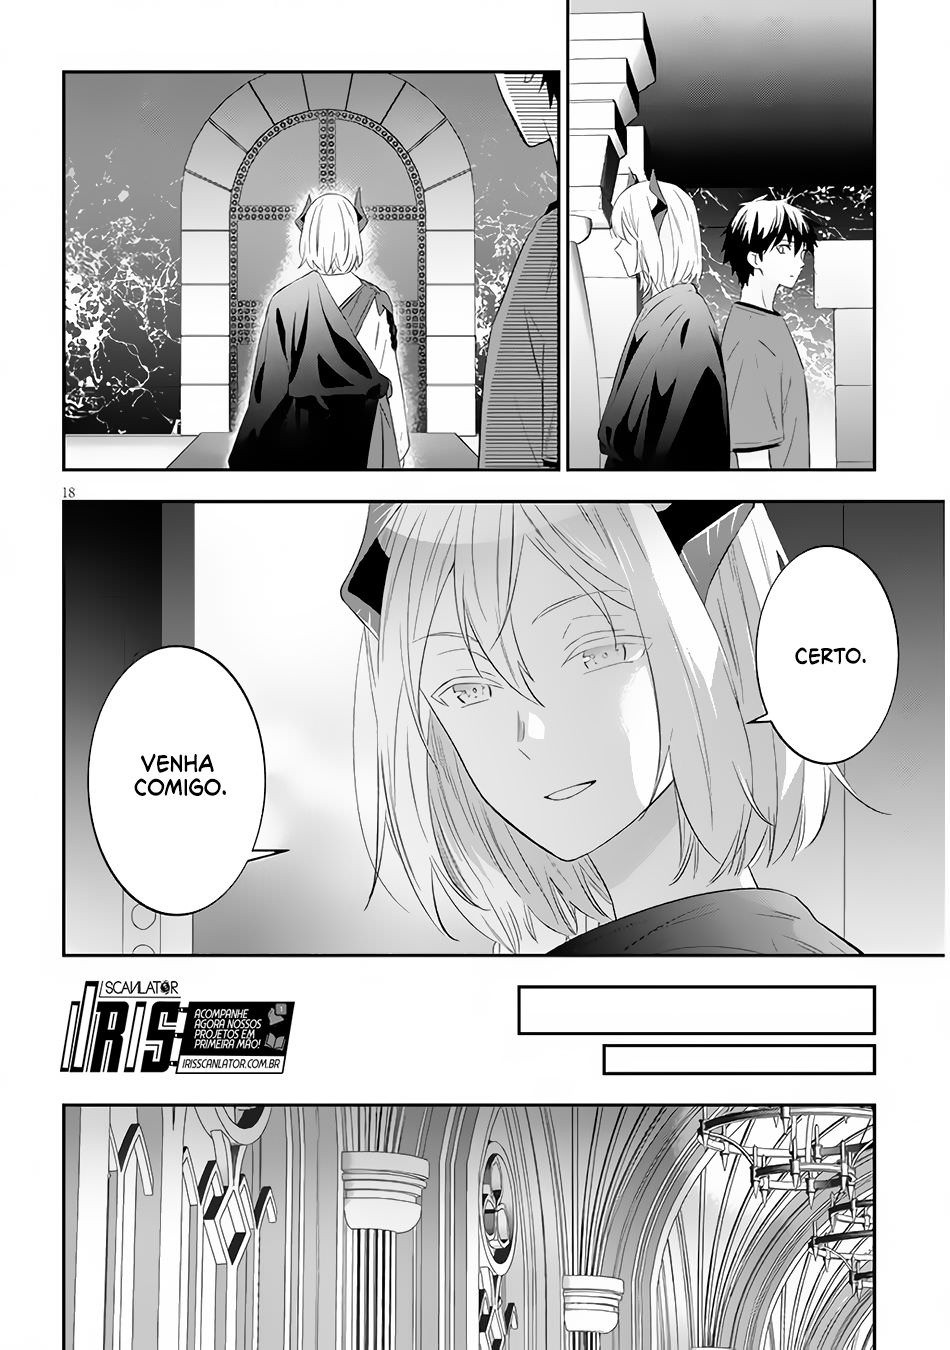 18
CERTO.
VENHA
COMIGO.
SCANLATOR
IRIS
ACOMPANHE
AGORA NOSSOS
PROJETOS EM
PRIMEIRA MÃO!
IRISSCANLATOR.COM.BR